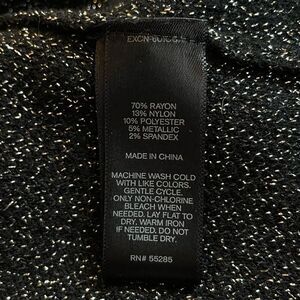 70% RAYON
13% NYLON
10% POLYESTER
5% METALLIC
2% SPANDEX
MADE IN CHINA
MACHINE WASH COLD
WITH LIKE COLORS.
GENTLE CYCLE.
ONLY NON-CHLORINE
BLEACH WHEN
NEEDED. LAY FLAT TO
DRY. WARM IRON
IF NEEDED. DO NOT
TUMBLE DRY.
RN# 55285